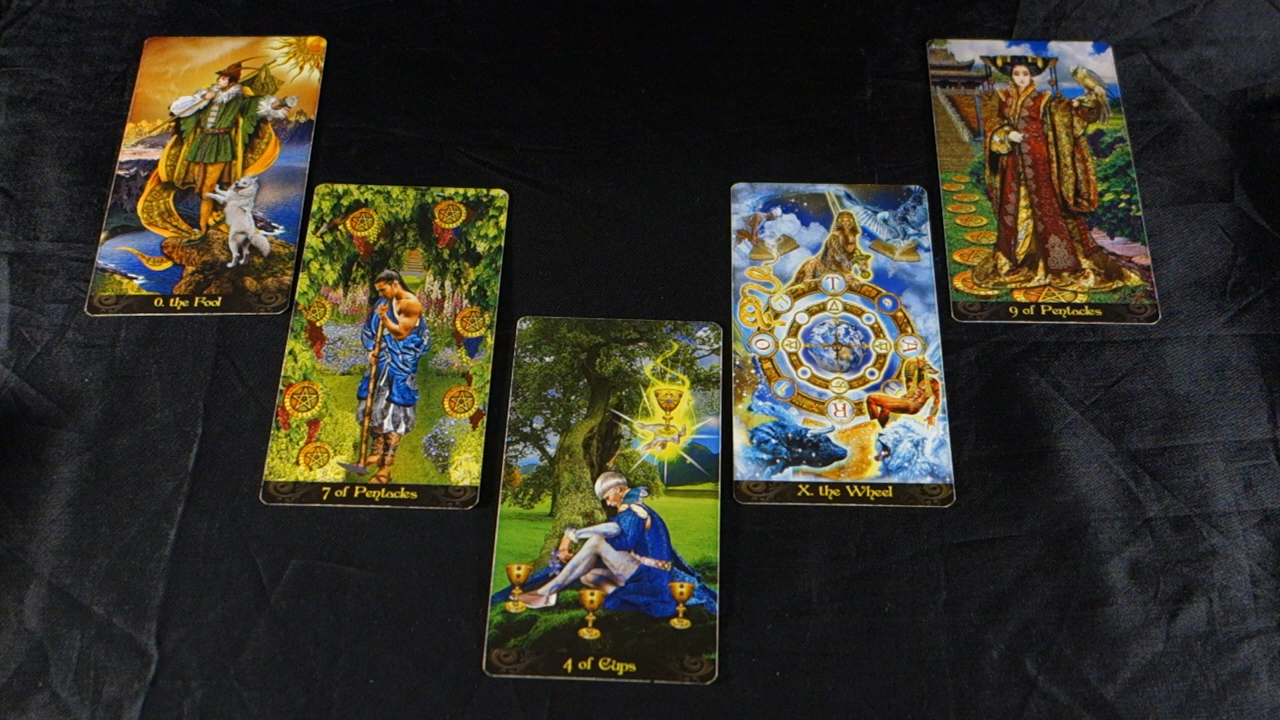 0. the Fool
7 of Pentacles
4 of Cups
X. the Wheel
T
A
R
O
9 of Pentacles